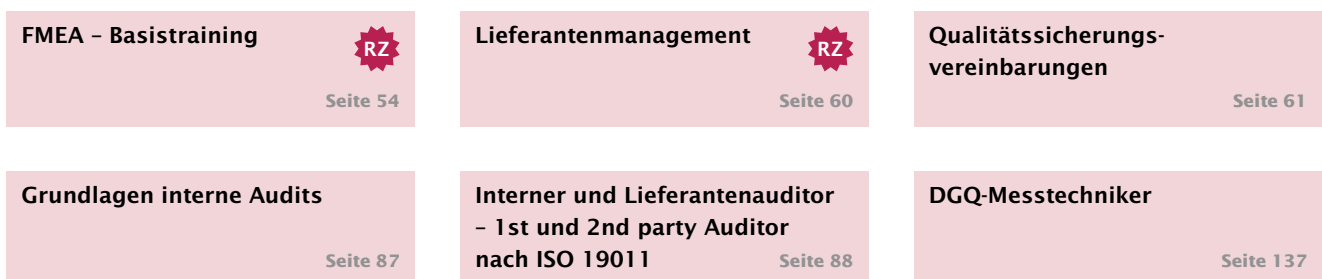 FMEA – Basistraining
RZ
Seite 54
Lieferantenmanagement
RZ
Seite 60
Qualitätssicherungs-
vereinbarungen
Seite 61
Grundlagen interne Audits
Seite 87
Interner und Lieferantenauditor
– 1st und 2nd party Auditor
nach ISO 19011
Seite 88
DGQ-Messtechniker
Seite 137